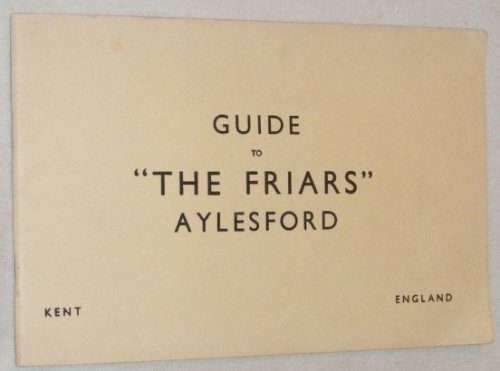 GUIDE
TO
“THE FRIARS”
AYLESFORD
KENT
ENGLAND